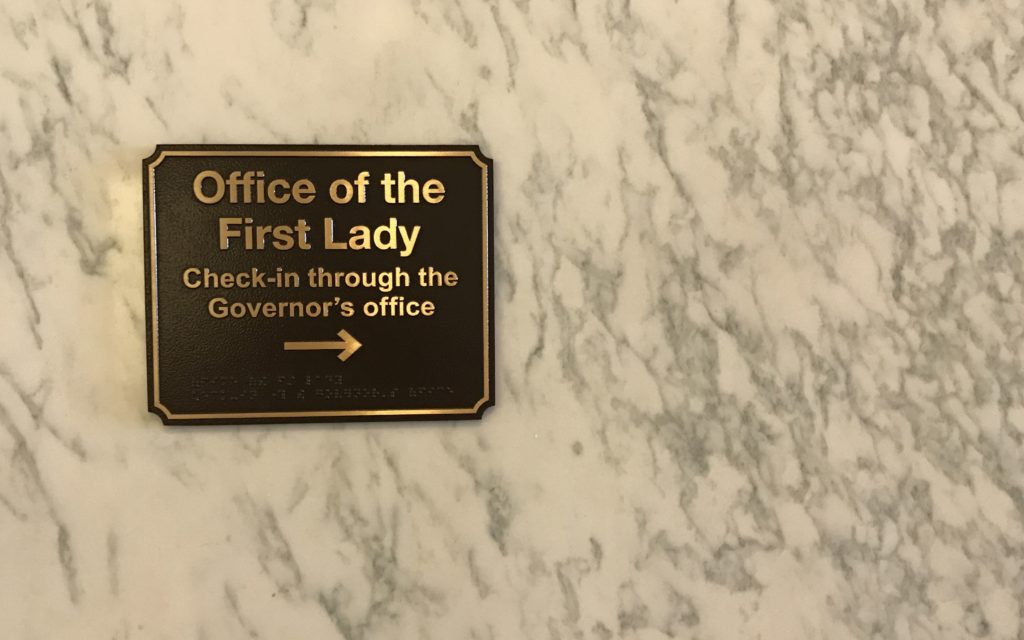 Office of the
First Lady
Check-in through the
Governor's office